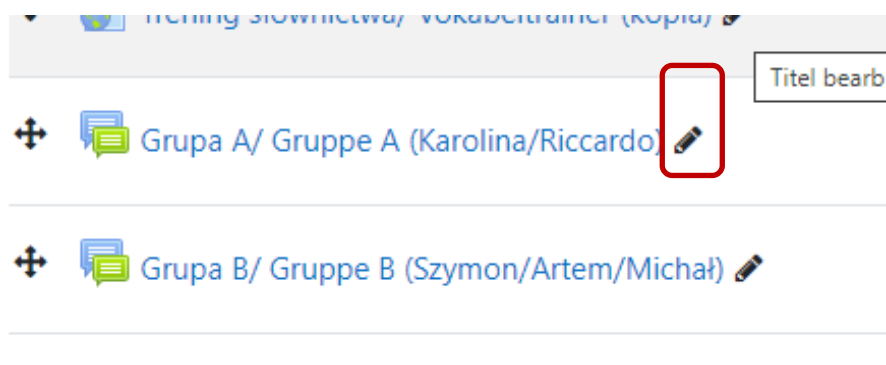 Trening słownictwa/ Vokabeltrainer (kopia)
Titel bearb
Grupa A/ Gruppe A (Karolina/Riccardo)
Grupa B/ Gruppe B (Szymon/Artem/Michał)